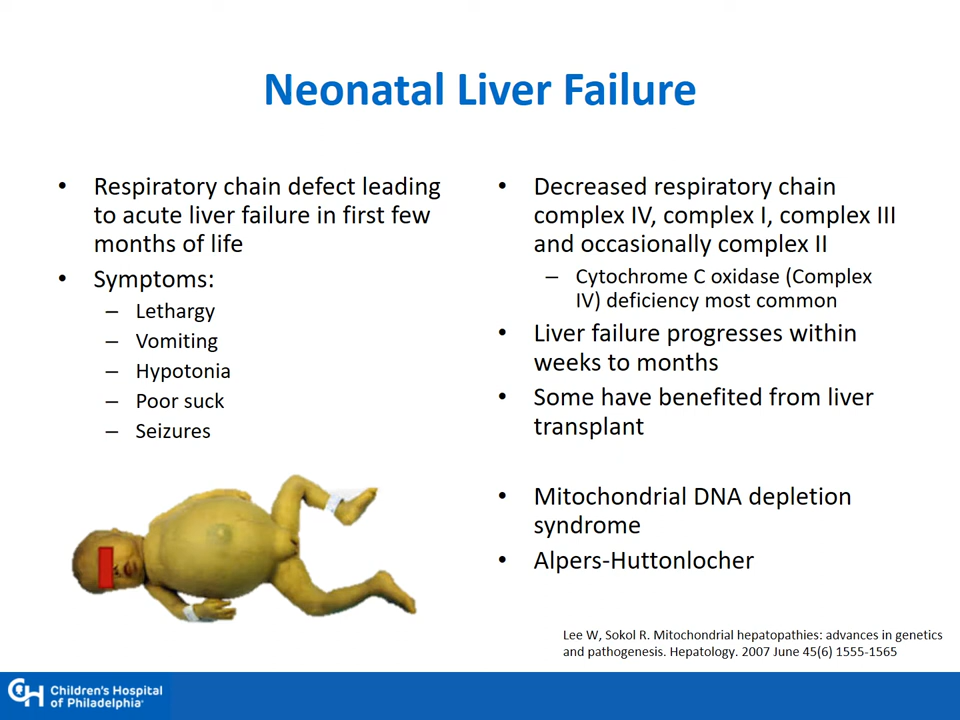 Neonatal Liver Failure
• Respiratory chain defect leading
to acute liver failure in first few
months of life
• Symptoms:
– Lethargy
– Vomiting
– Hypotonia
– Poor suck
– Seizures
• Decreased respiratory chain
complex IV, complex I, complex III
and occasionally complex II
– Cytochrome C oxidase (Complex
IV) deficiency most common
• Liver failure progresses within
weeks to months
• Some have benefited from liver
transplant
• Mitochondrial DNA depletion
syndrome
• Alpers-Huttonlocher
Lee W, Sokol R. Mitochondrial hepatopathies: advances in genetics
and pathogenesis. Hepatology. 2007 June 45(6) 1555-1565
CH Children's Hospital
of Philadelphia